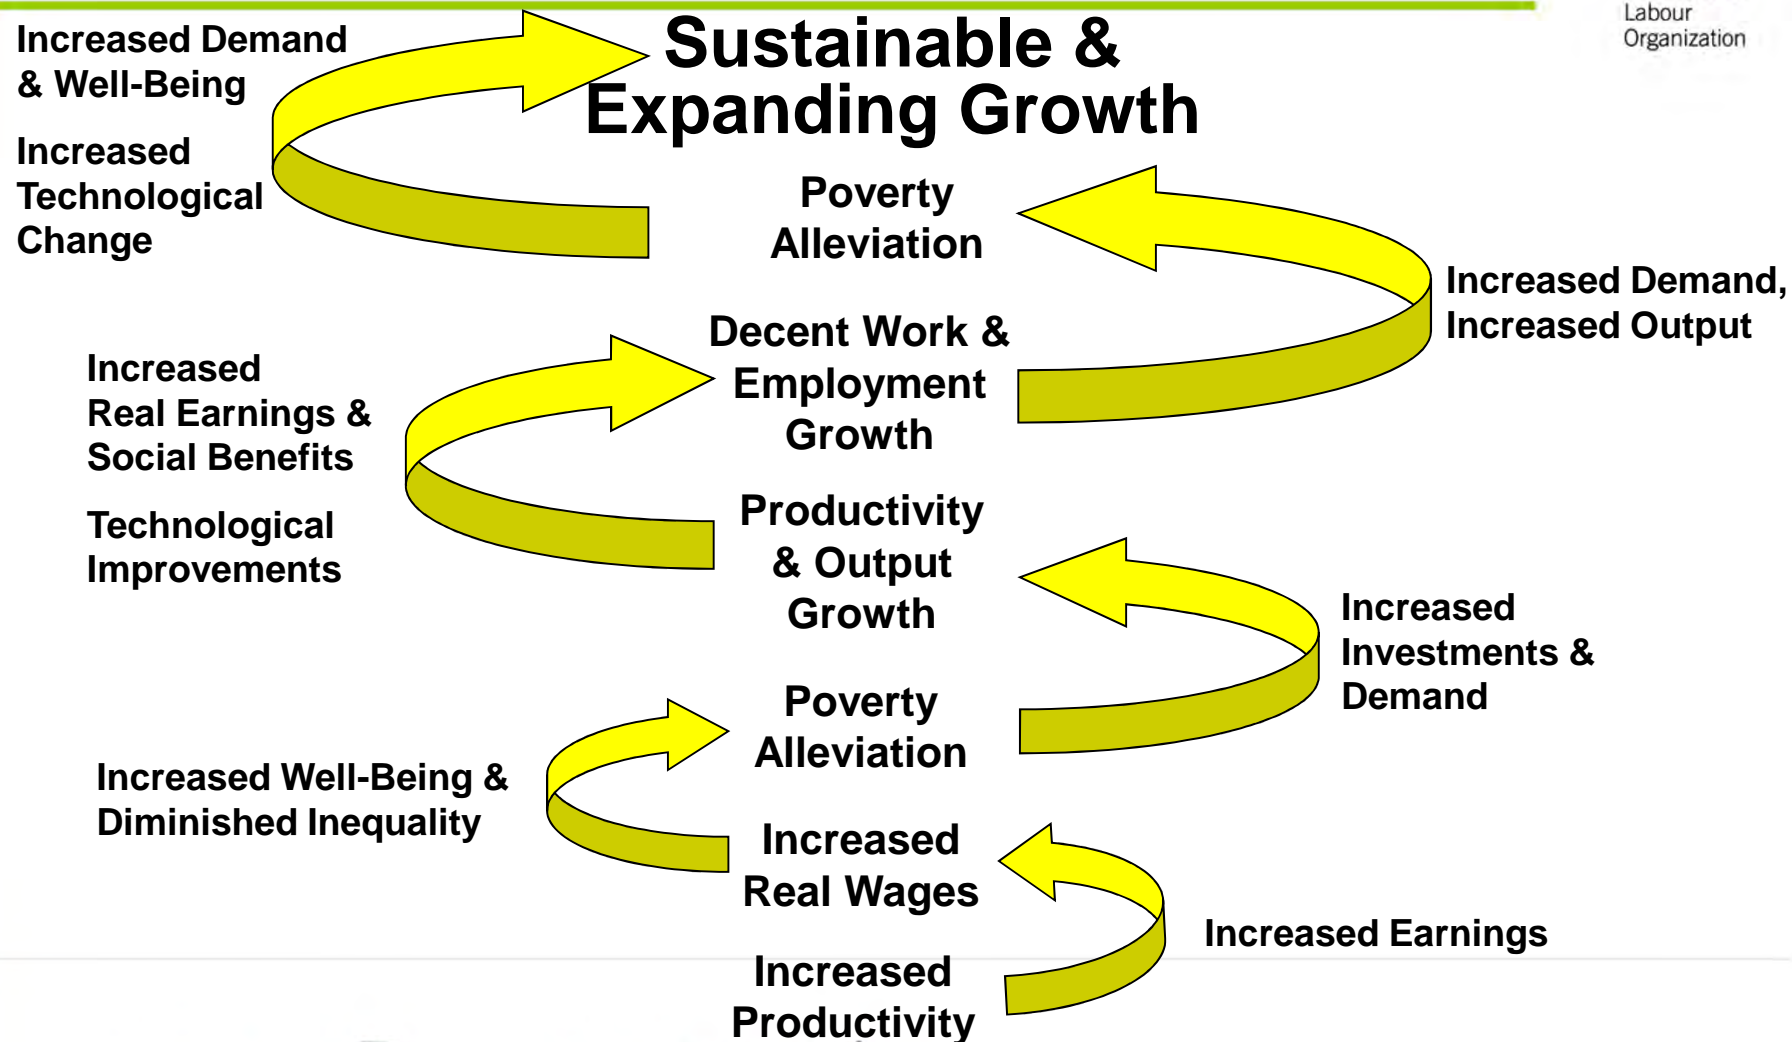 Labour
Organization
Sustainable &
Expanding Growth
Increased Demand
& Well-Being
Increased
Technological
Change
Poverty
Alleviation
Increased Demand,
Increased Output
Decent Work &
Employment
Growth
Increased
Real Earnings &
Social Benefits
Technological
Improvements
Productivity
& Output
Growth
Increased
Investments &
Demand
Poverty
Alleviation
Increased Well-Being &
Diminished Inequality
Increased
Real Wages
Increased Earnings
Increased
Productivity